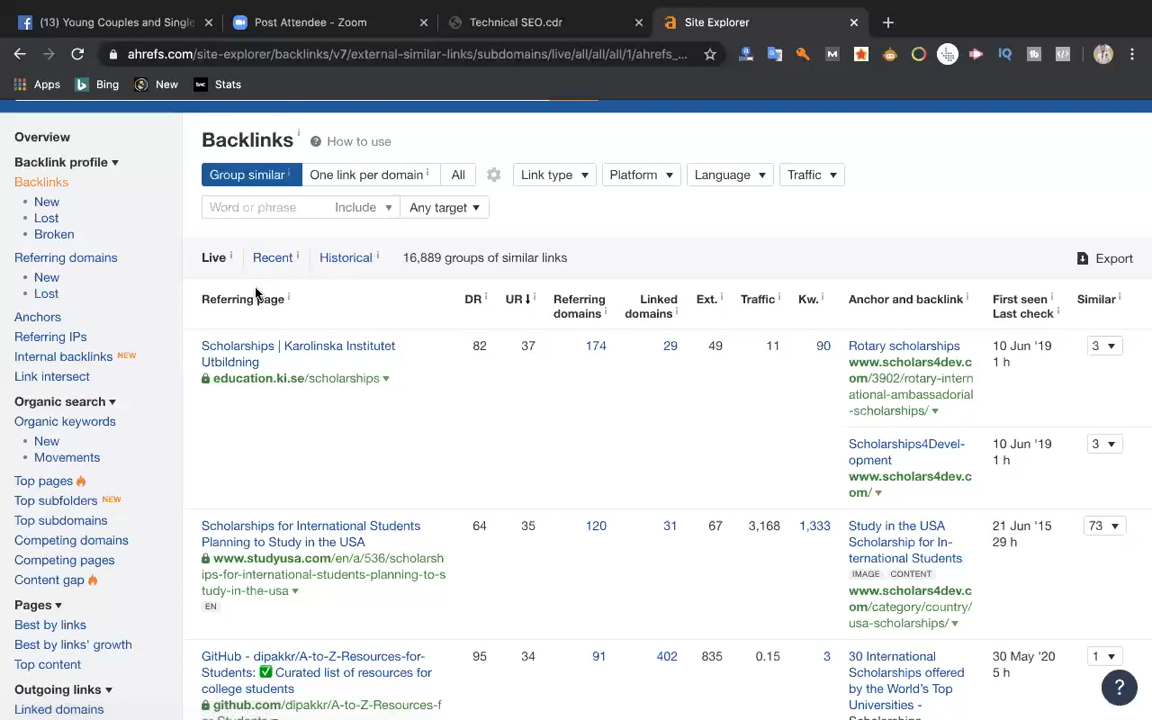 (13) Young Couples and Single
Post Attendee - Zoom
Technical SEO.cdr
Site Explorer
ahrefs.com/site-explorer/backlinks/v7/external-similar-links/subdomains/live/all/all/all/1/ahrefs_...
Apps Bing New Stats
Overview
Backlink profile
Backlinks
New
Lost
Broken
Referring domains
New
Lost
Anchors
Referring IPs
Internal backlinks NEW
Link intersect
Organic search
Organic keywords
New
Movements
Top pages
Top subfolders NEW
Top subdomains
Competing domains
Competing pages
Content gap
Pages
Best by links
Best by links' growth
Top content
Outgoing links
Linked domains
Backlinks i ? How to use
Group similar i One link per domain i All Link type Platform Language Traffic
Word or phrase Include Any target
Live i Recent i Historical i 16,889 groups of similar links Export
Referring page i DR i UR i Referring domains i Linked domains i Ext. i Traffic i Kw. i Anchor and backlink i First seen Last check i Similar i
Scholarships | Karolinska Institutet
Utbildning
education.ki.se/scholarships
82 37 174 29 49 11 90
Rotary scholarships
www.scholars4dev.c
om/3902/rotary-intern
ational-ambassadorial
-scholarships/
10 Jun '19
1 h
3
Scholarships4Devel-
opment
www.scholars4dev.c
om/
10 Jun '19
1 h
3
Scholarships for International Students
Planning to Study in the USA
www.studyusa.com/en/a/536/scholarsh
ips-for-international-students-planning-to-s
tudy-in-the-usa
EN
64 35 120 31 67 3,168 1,333
Study in the USA
Scholarship for In-
ternational Students
IMAGE CONTENT
www.scholars4dev.c
om/category/country/
usa-scholarships/
21 Jun '15
29 h
73
GitHub - dipakkr/A-to-Z-Resources-for-
Students: ✅ Curated list of resources for
college students
github.com/dipakkr/A-to-Z-Resources-f
or-Students
95 34 91 402 835 0.15 3
30 International
Scholarships offered
by the World's Top
Universities -
Scholarships
30 May '20
5 h
1
?